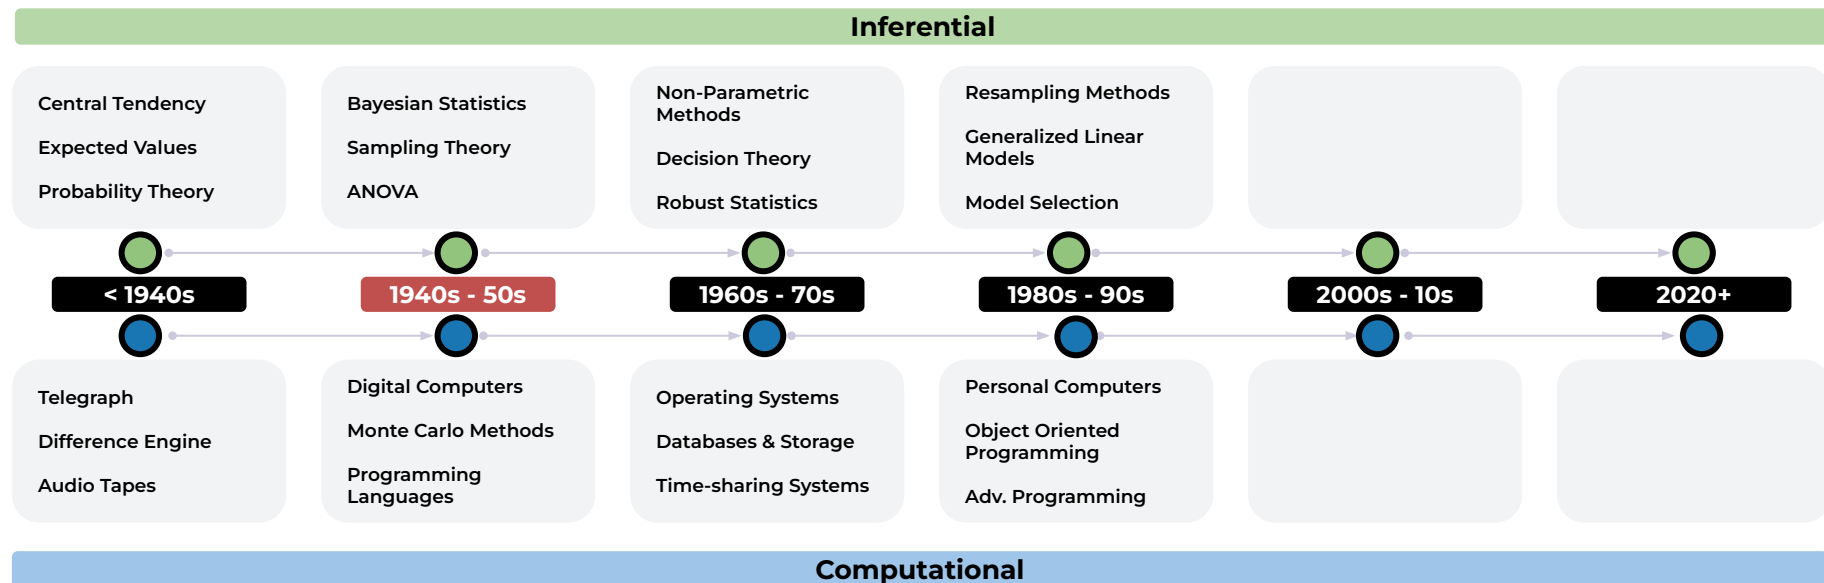 Inferential
Central Tendency
Expected Values
Probability Theory
Bayesian Statistics
Sampling Theory
ANOVA
Non-Parametric
Methods
Decision Theory
Robust Statistics
Resampling Methods
Generalized Linear
Models
Model Selection
< 1940s
1940s - 50s
1960s - 70s
1980s - 90s
2000s - 10s
2020+
Telegraph
Difference Engine
Audio Tapes
Digital Computers
Monte Carlo Methods
Programming
Languages
Operating Systems
Databases & Storage
Time-sharing Systems
Personal Computers
Object Oriented
Programming
Adv. Programming
Computational